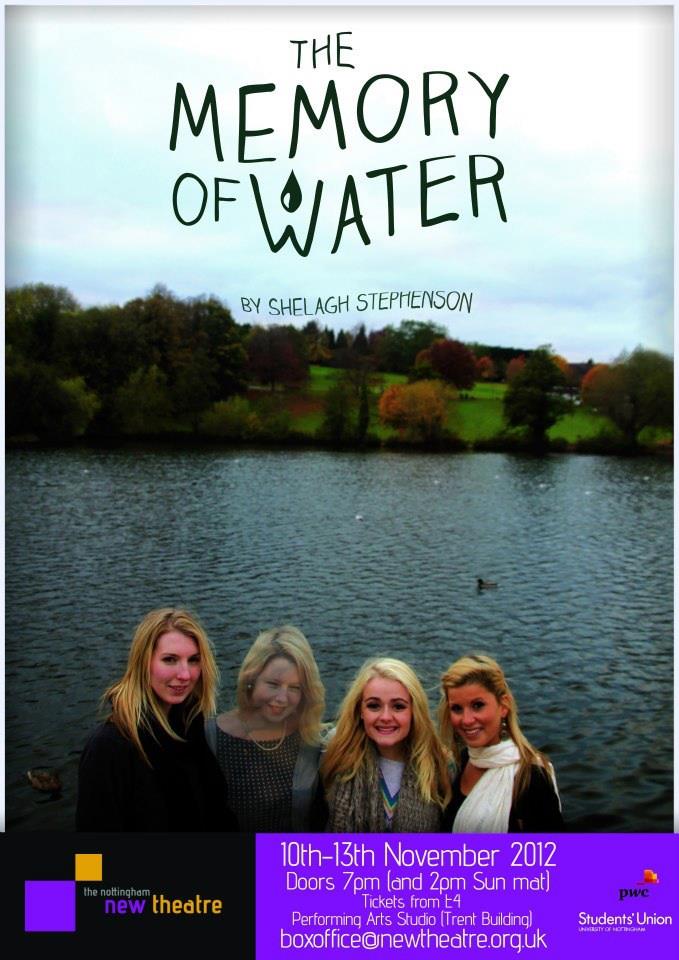 THE
MEMORY
OF WATER
BY SHELAGH STEPHENSON
the nottingham
new theatre
10th-13th November 2012
Doors 7pm (and 2pm Sun mat)
Tickets from £4
Performing Arts Studio (Trent Building)
boxoffice@newtheatre.org.uk
pwc
Students' Union
UNIVERSITY OF NOTTINGHAM